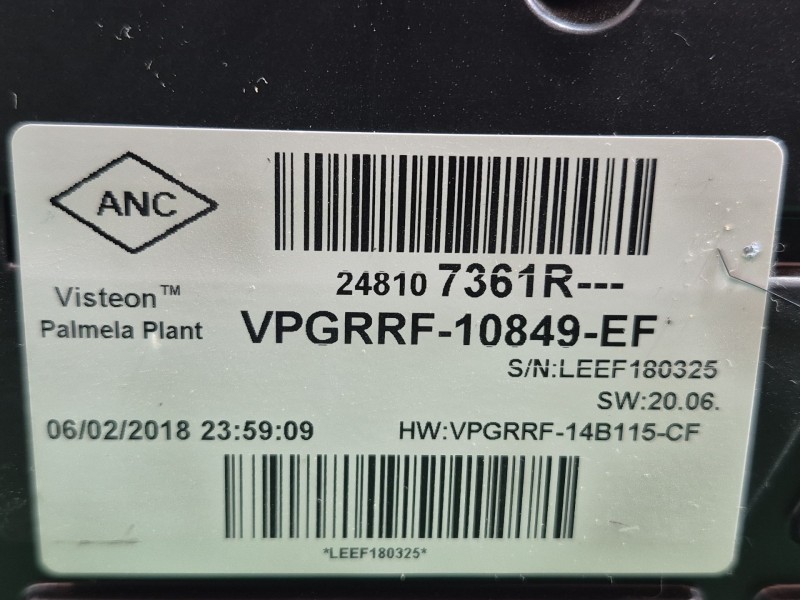 ANC
24810 7361R---
Visteon™
Palmela Plant
VPGRRF-10849-EF
S/N:LEEF180325
SW:20.06.
06/02/2018 23:59:09
HW:VPGRRF-14B115-CF
*LEEF180325*